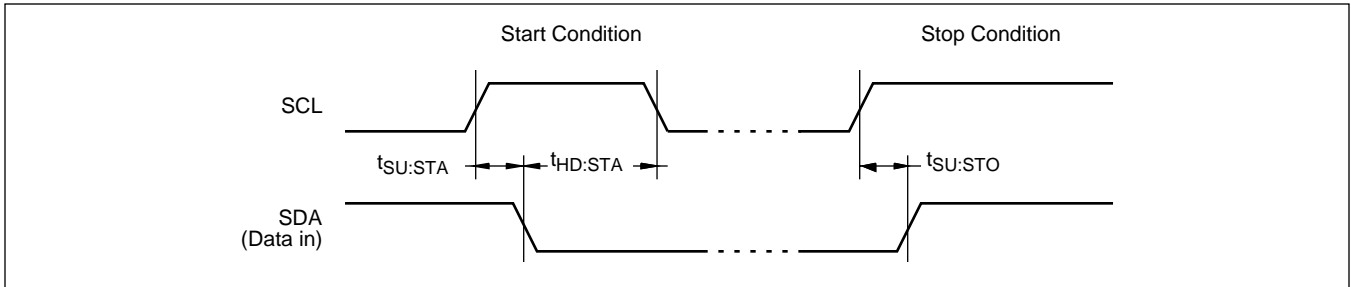 Start Condition
Stop Condition
SCL
tSU:STA
tHD:STA
tSU:STO
SDA
(Data in)